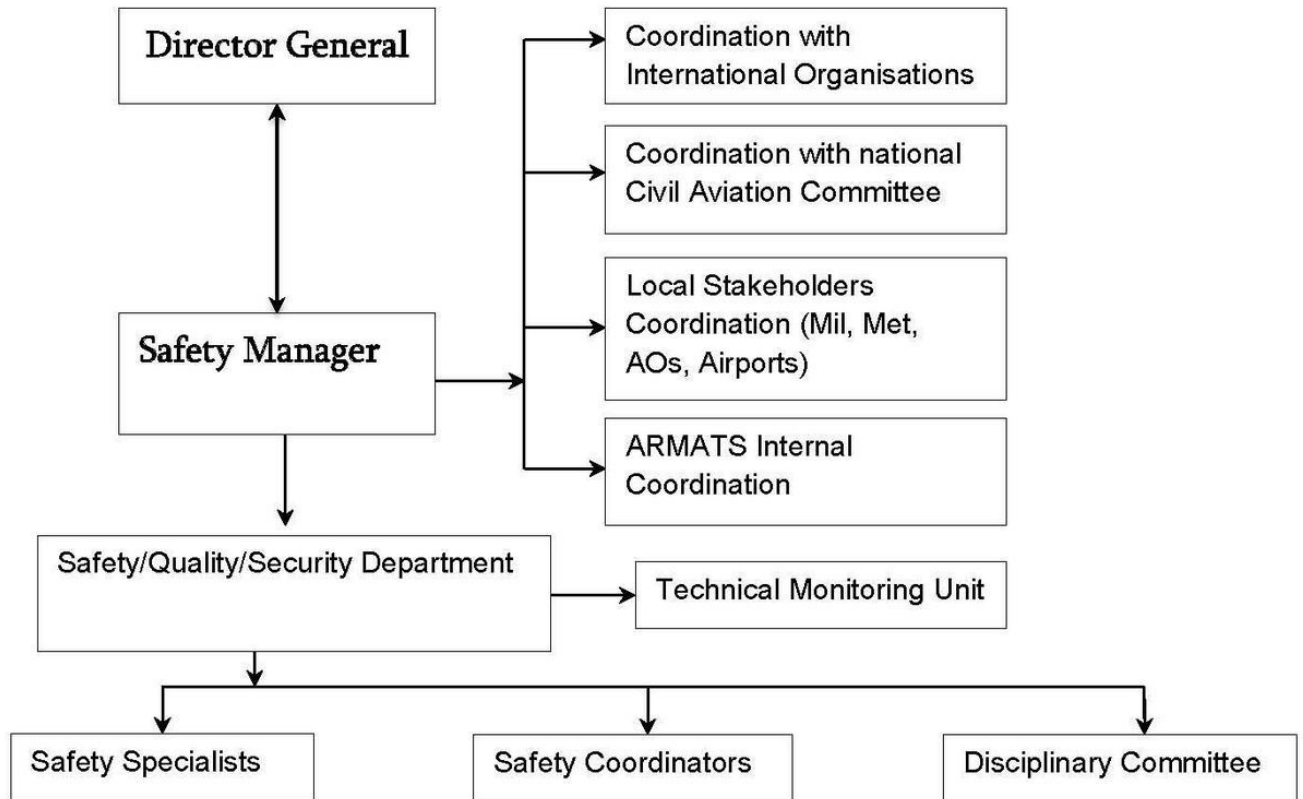 Director General
Coordination with
International Organisations
Coordination with national
Civil Aviation Committee
Local Stakeholders
Coordination (Mil, Met,
AOs, Airports)
Safety Manager
ARMATS Internal
Coordination
Safety/Quality/Security Department
Technical Monitoring Unit
Safety Specialists
Safety Coordinators
Disciplinary Committee